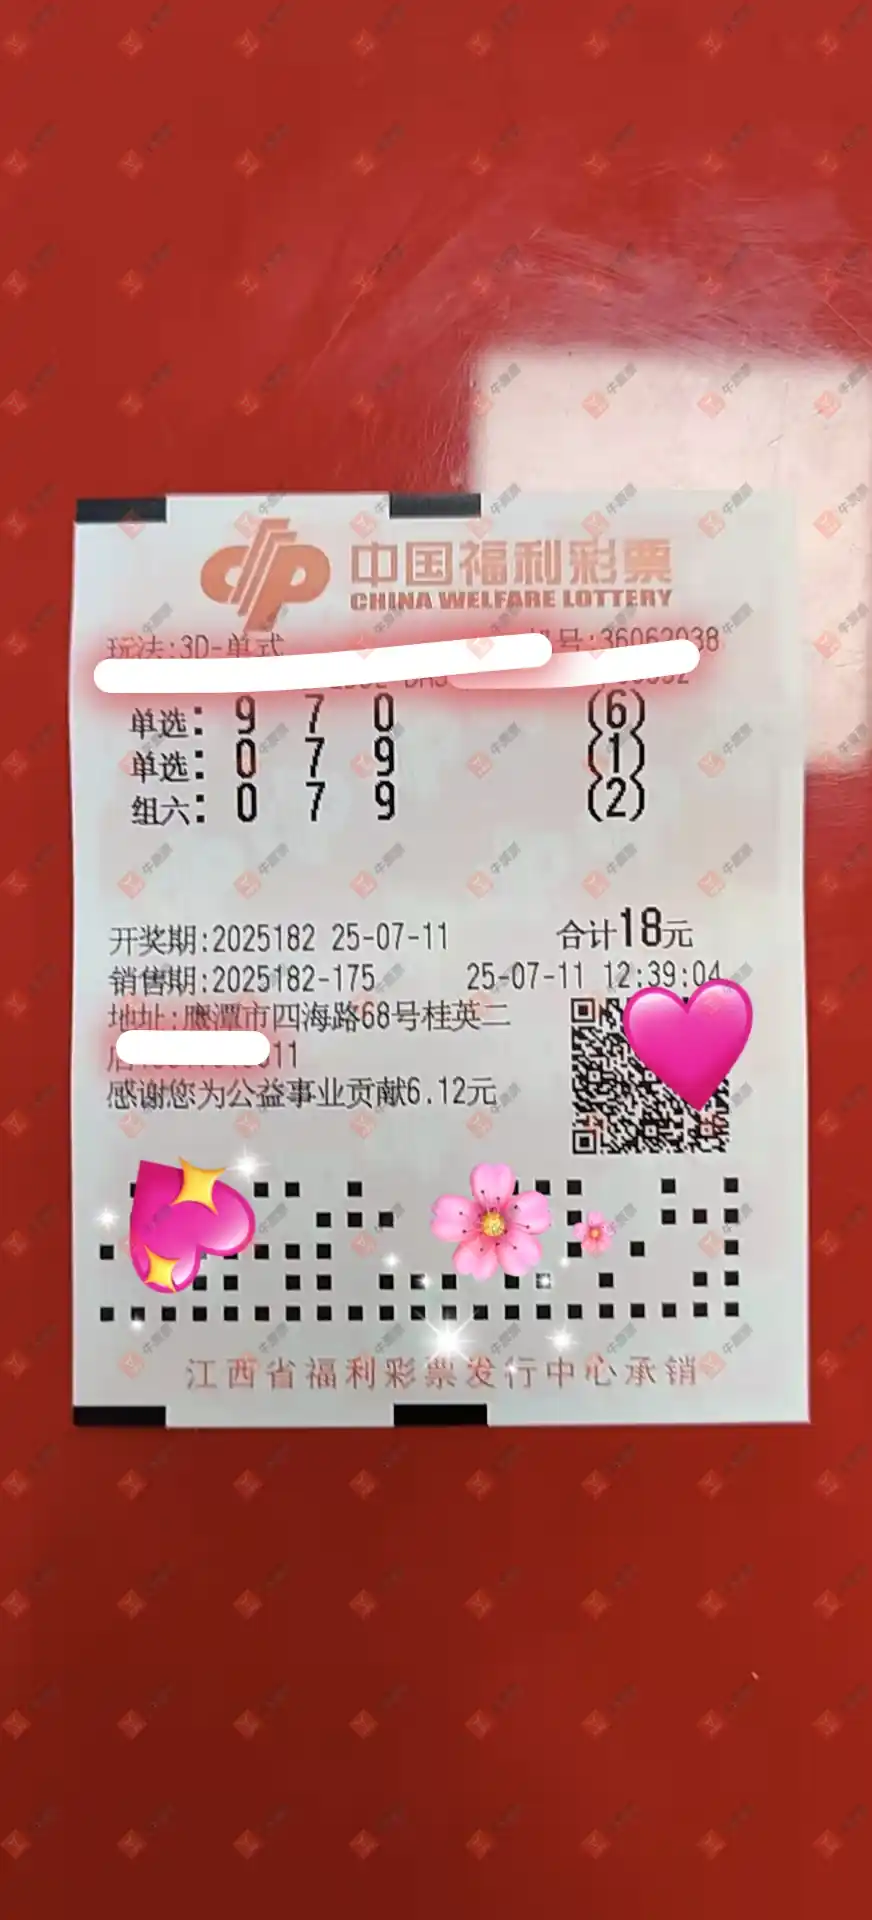 中国福利彩票
CHINA WELFARE LOTTERY
玩法:3D-单式 机号:36062038
单选: 9 7 0 (6)
单选: 0 7 9 (1)
组六: 0 7 9 (2)
开奖期:2025182 25-07-11 合计18元
销售期:2025182-175 25-07-11 12:39:04
地址:鹰潭市四海路68号桂英二
店
感谢您为公益事业贡献6.12元
江西省福利彩票发行中心承销